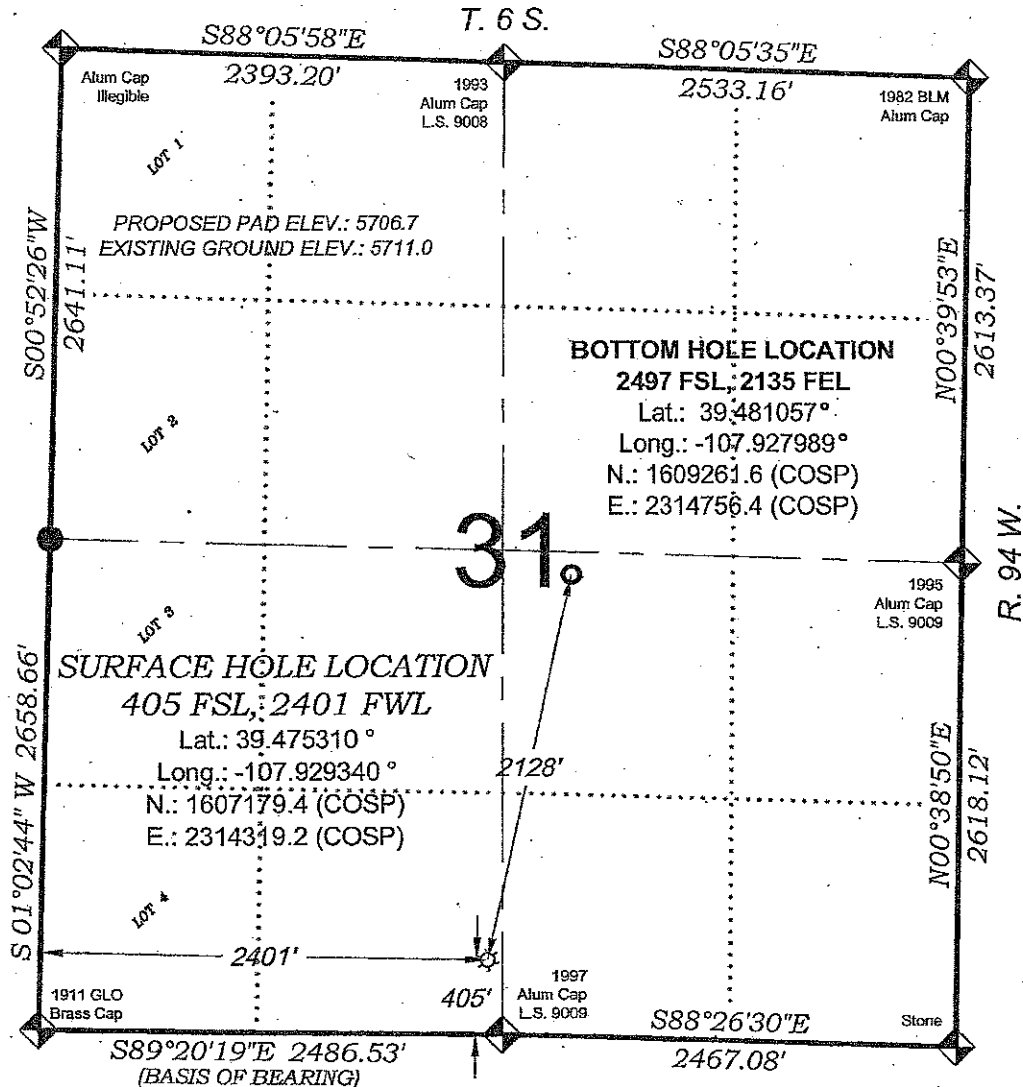 T. 6 S.
S88°05'58"E
2393.20'
S88°05'35"E
2533.16'
Alum Cap
Illegible
1993
Alum Cap
L.S. 9008
1982 BLM
Alum Cap
LOT 1
PROPOSED PAD ELEV.: 5706.7
EXISTING GROUND ELEV.: 5711.0
S00°52'26"W
2641.11'
N00°39'53"E
2613.37'
BOTTOM HOLE LOCATION
2497 FSL, 2135 FEL
Lat.: 39.481057°
Long.: -107.927989°
N.: 1609261.6 (COSP)
E.: 2314756.4 (COSP)
LOT 2
31
R. 94 W.
1995
Alum Cap
L.S. 9009
LOT 3
SURFACE HOLE LOCATION
405 FSL, 2401 FWL
Lat.: 39.475310 °
Long.: -107.929340 °
N.: 1607179.4 (COSP)
E.: 2314319.2 (COSP)
2128'
S 01°02'44" W 2658.66'
N00°38'50"E
2618.12'
LOT 4
2401'
405'
1911 GLO
Brass Cap
1997
Alum Cap
L.S. 9009
Stone
S89°20'19"E 2486.53'
(BASIS OF BEARING)
S88°26'30"E
2467.08'